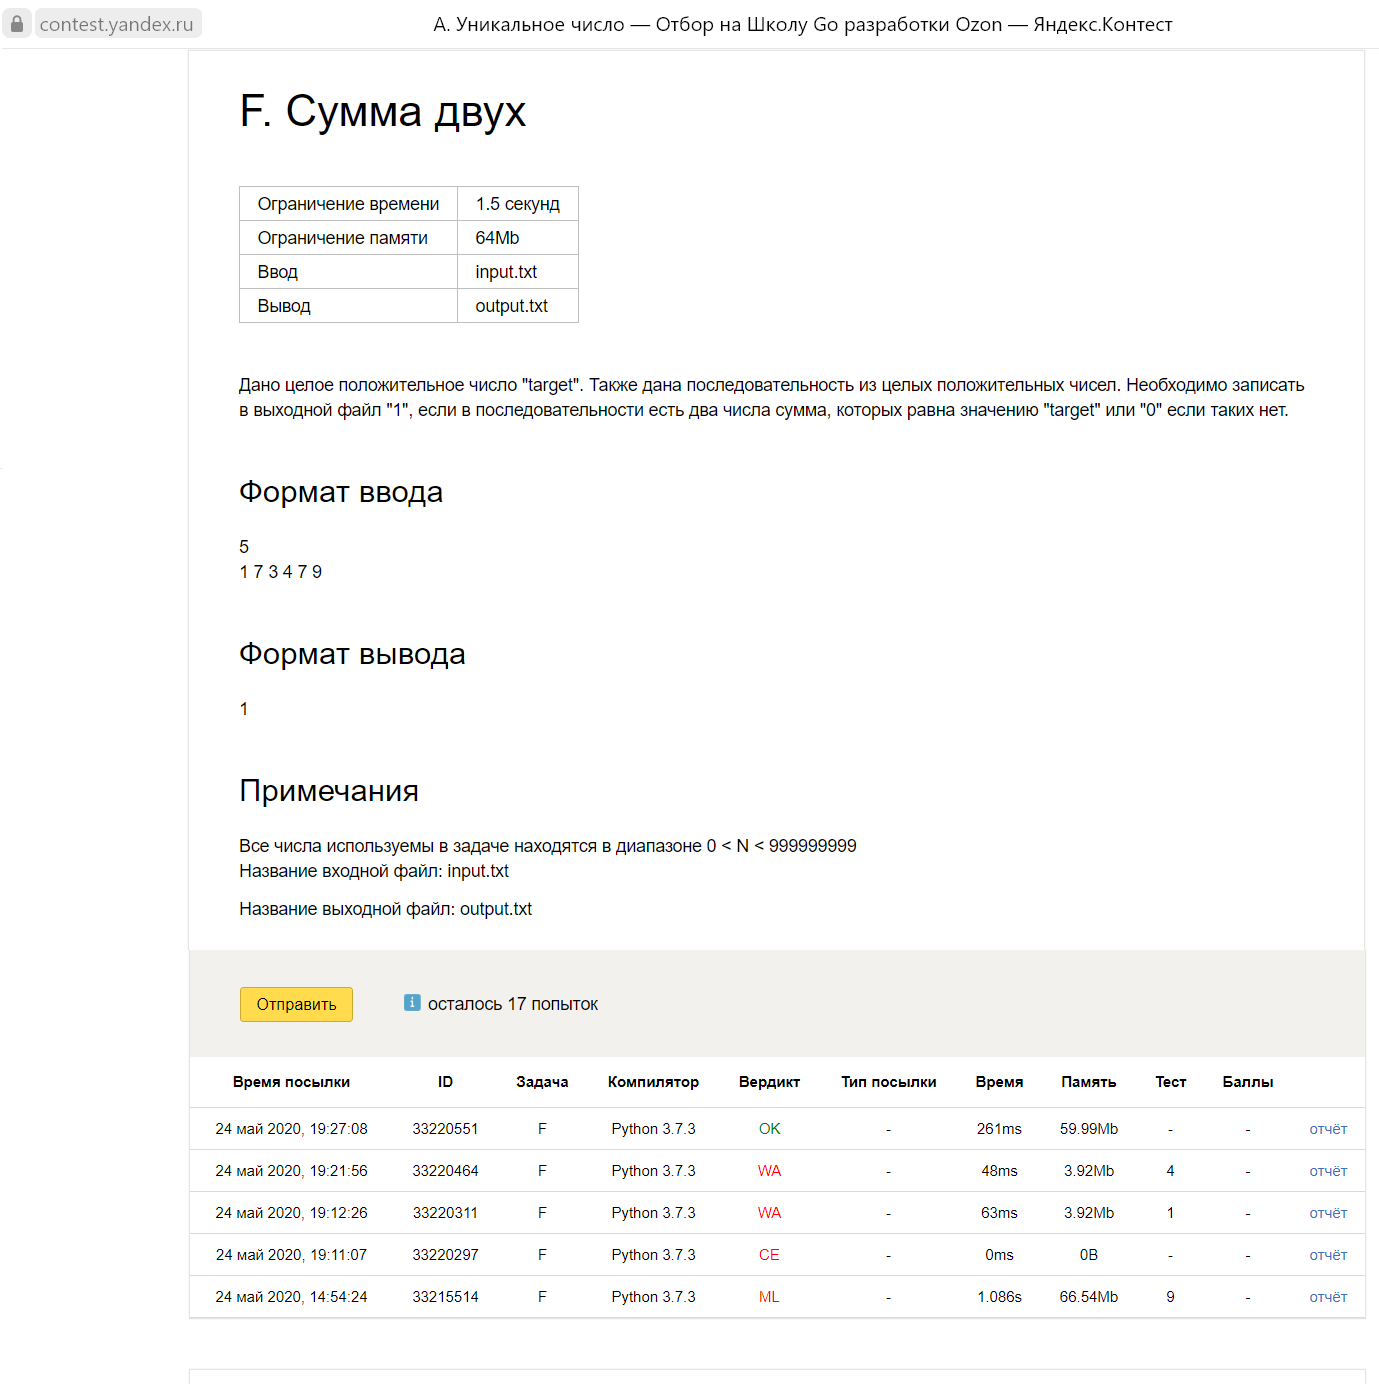 contest.yandex.ru
А. Уникальное число — Отбор на Школу Go разработки Ozon — Яндекс.Контест
F. Сумма двух
Ограничение времени 1.5 секунд
Ограничение памяти 64Mb
Ввод input.txt
Вывод output.txt
Дано целое положительное число "target". Также дана последовательность из целых положительных чисел. Необходимо записать
в выходной файл "1", если в последовательности есть два числа сумма, которых равна значению "target" или "0" если таких нет.
Формат ввода
5
1 7 3 4 7 9
Формат вывода
1
Примечания
Все числа используемы в задаче находятся в диапазоне 0 < N < 999999999
Название входной файл: input.txt
Название выходной файл: output.txt
Отправить осталось 17 попыток
Время посылки ID Задача Компилятор Вердикт Тип посылки Время Память Тест Баллы
24 май 2020, 19:27:08 33220551 F Python 3.7.3 OK - 261ms 59.99Mb - - отчёт
24 май 2020, 19:21:56 33220464 F Python 3.7.3 WA - 48ms 3.92Mb 4 - отчёт
24 май 2020, 19:12:26 33220311 F Python 3.7.3 WA - 63ms 3.92Mb 1 - отчёт
24 май 2020, 19:11:07 33220297 F Python 3.7.3 CE - 0ms 0B - - отчёт
24 май 2020, 14:54:24 33215514 F Python 3.7.3 ML - 1.086s 66.54Mb 9 - отчёт